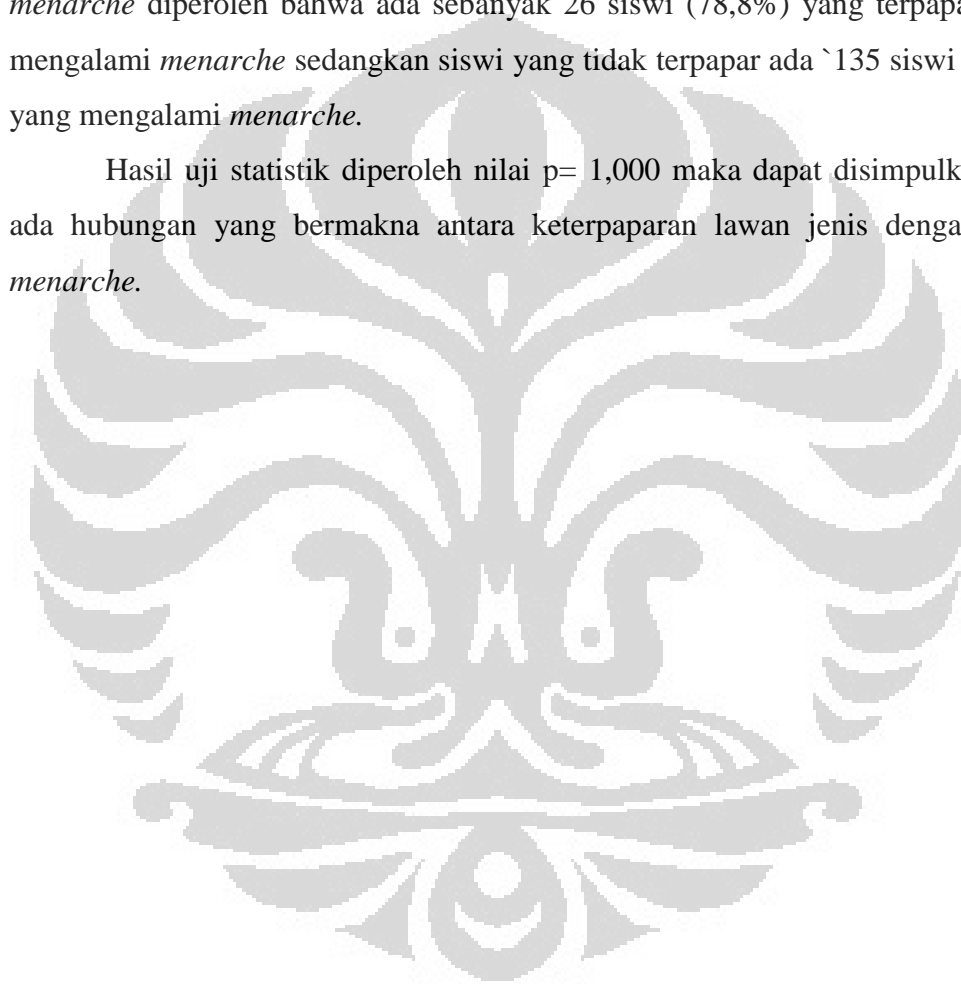 menarche diperoleh bahwa ada sebanyak 26 siswi (78,8%) yang terpapa
mengalami menarche sedangkan siswi yang tidak terpapar ada `135 siswi
yang mengalami menarche.
Hasil uji statistik diperoleh nilai p= 1,000 maka dapat disimpulk
ada hubungan yang bermakna antara keterpaparan lawan jenis denga
menarche.